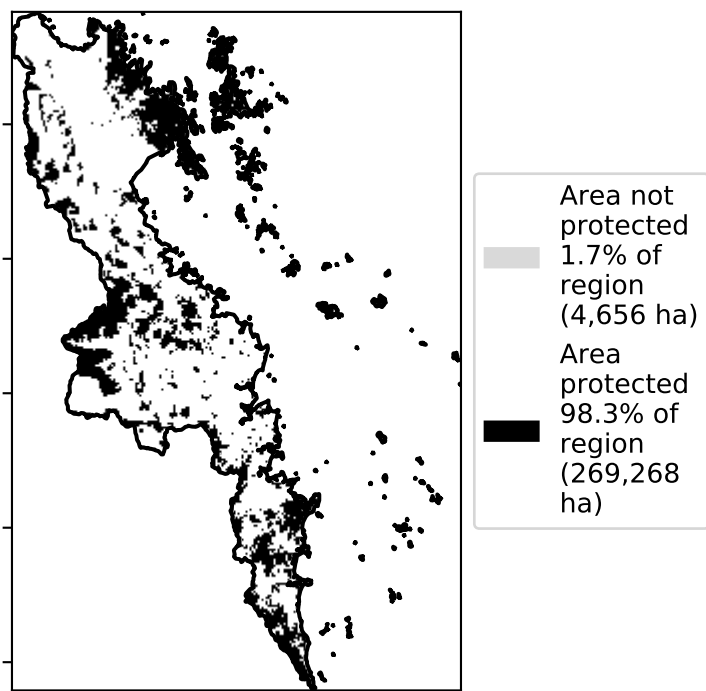 Area not
protected
1.7% of
region
(4,656 ha)
Area
protected
98.3% of
region
(269,268
ha)